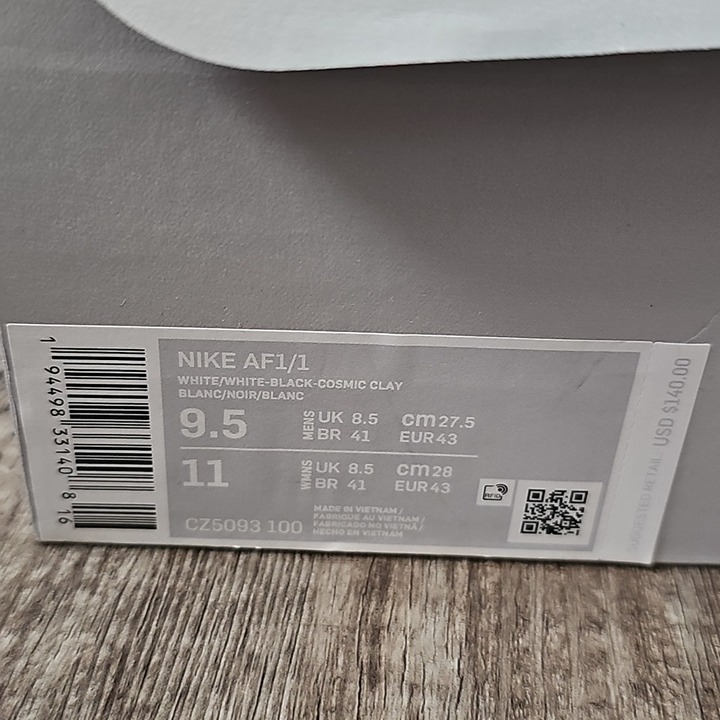 1 94498 33140 8 16
NIKE AF1/1
WHITE/WHITE-BLACK-COSMIC CLAY
BLANC/NOIR/BLANC
9.5 MENS UK 8.5 cm 27.5
BR 41 EUR 43
11 WMNS UK 8.5 cm 28
BR 41 EUR 43
CZ5093 100
MADE IN VIETNAM /
FABRIQUE AU VIETNAM /
FABRICADO NO VIETNÃ /
HECHO EN VIETNAM
RFID
SUGGESTED RETAIL: USD $140.00